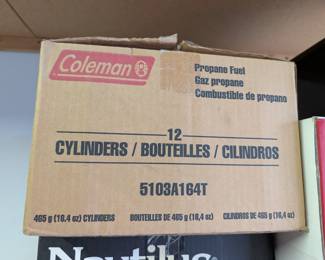 Coleman
Propane Fuel
Gaz propane
Combustible de propano
12
CYLINDERS / BOUTEILLES / CILINDROS
5103A164T
465 g (16,4 oz) CYLINDERS BOUTEILLES DE 465 g (16,4 oz) CILINDROS DE 465 g (16,4 oz)
Nautilus